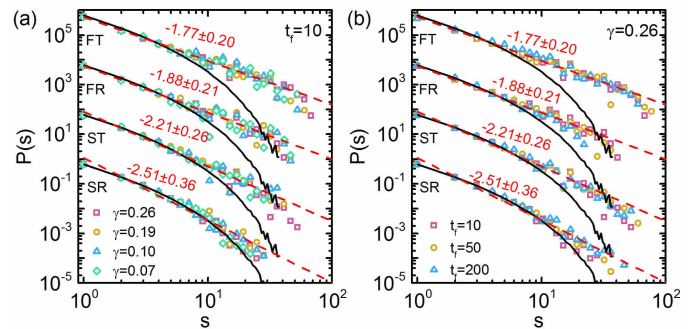 (a)
t_f=10
-1.77±0.20
FT
-1.88±0.21
FR
-2.21±0.26
ST
-2.51±0.36
SR
γ=0.26
γ=0.19
γ=0.10
γ=0.07
P(s)
10^5
10^3
10^1
10^-1
10^-3
10^-5
10^0
10^1
10^2
s
(b)
γ=0.26
-1.77±0.20
FT
-1.88±0.21
FR
-2.21±0.26
ST
-2.51±0.36
SR
t_f=10
t_f=50
t_f=200
P(s)
10^5
10^3
10^1
10^-1
10^-3
10^-5
10^0
10^1
10^2
s